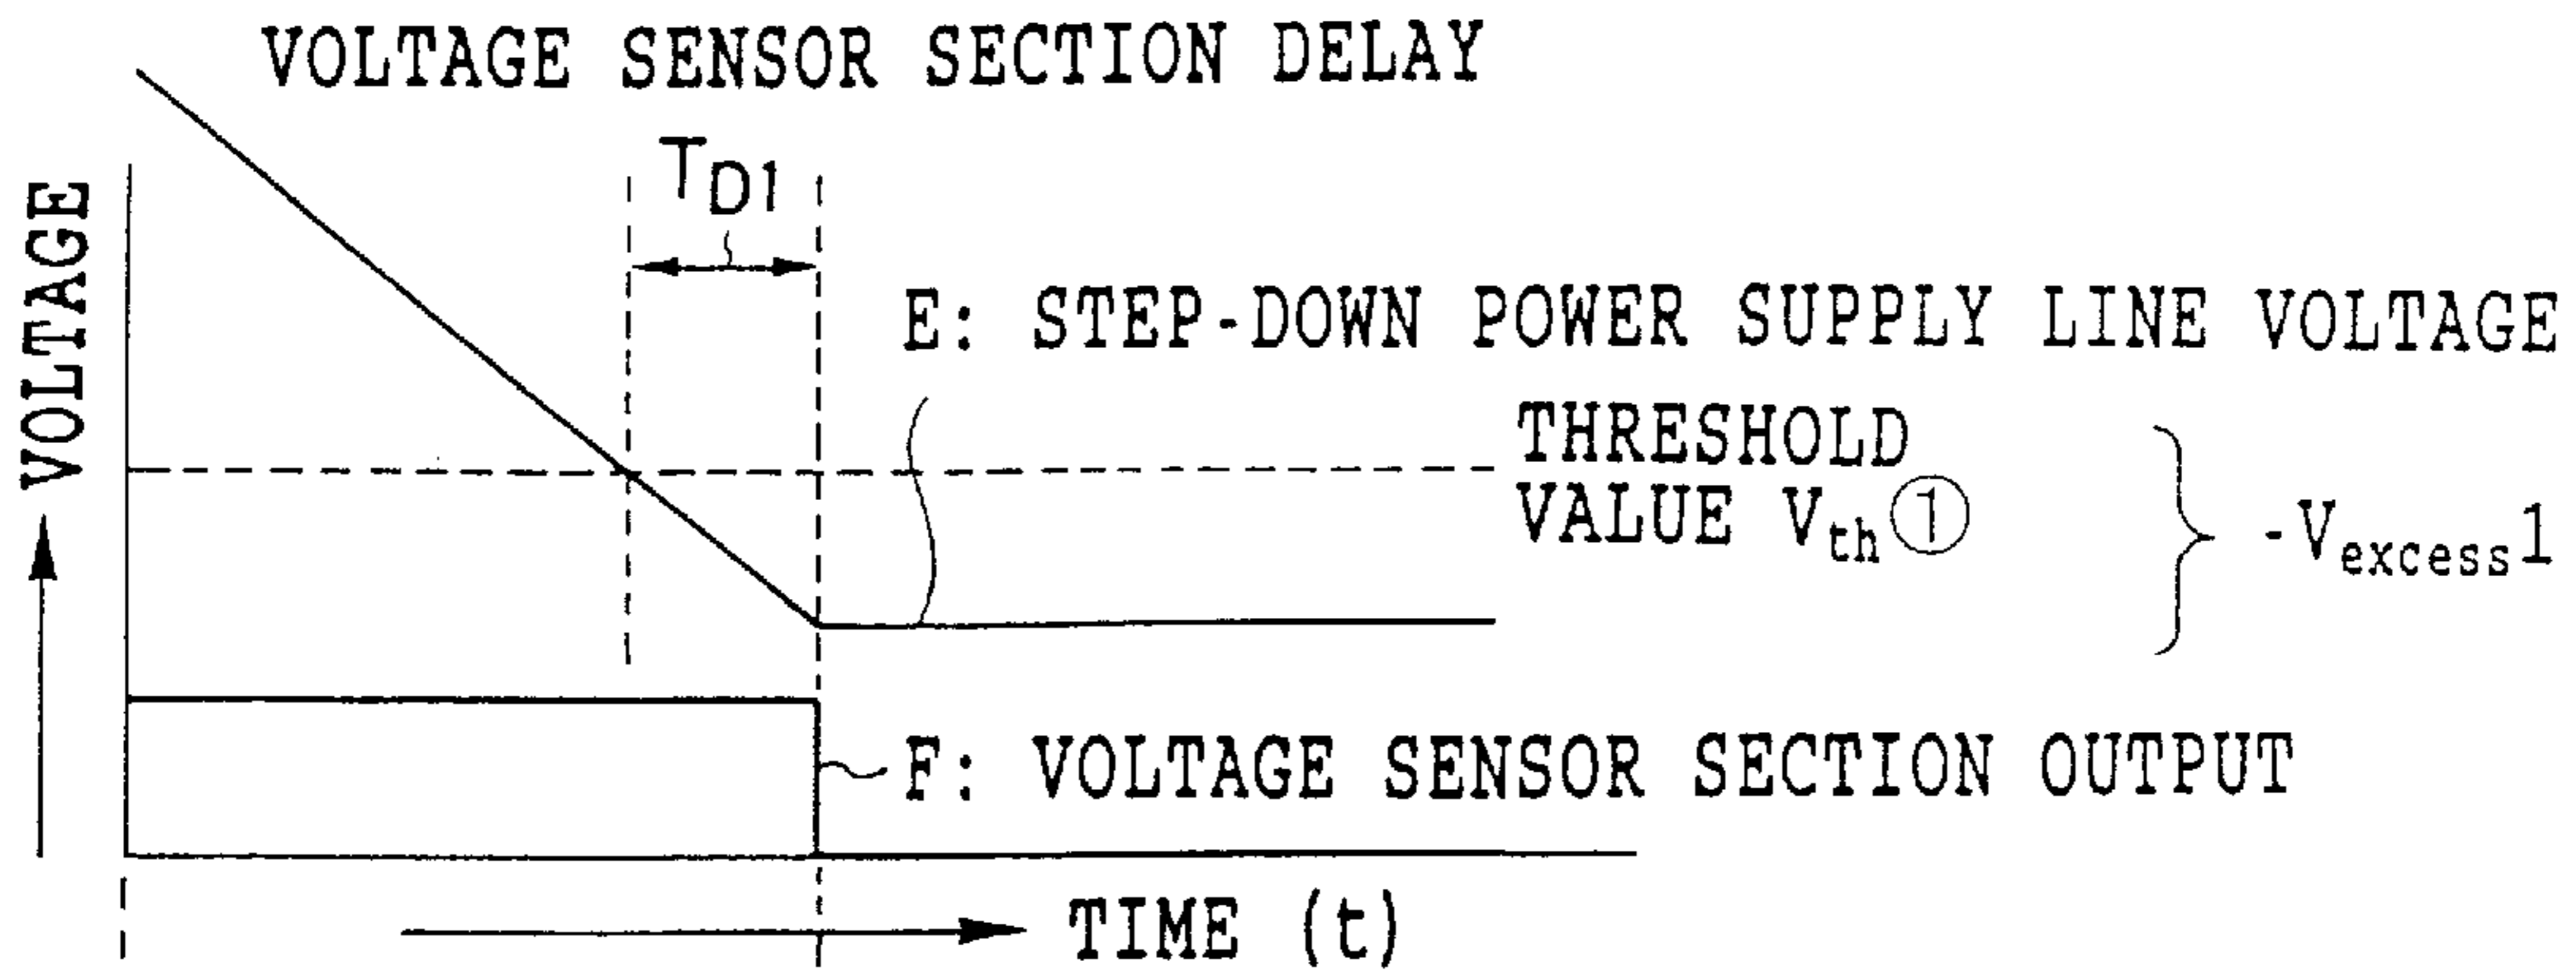 VOLTAGE SENSOR SECTION DELAY
TD1
VOLTAGE
E: STEP-DOWN POWER SUPPLY LINE VOLTAGE
THRESHOLD
VALUE Vth①
-Vexcess1
F: VOLTAGE SENSOR SECTION OUTPUT
TIME (t)